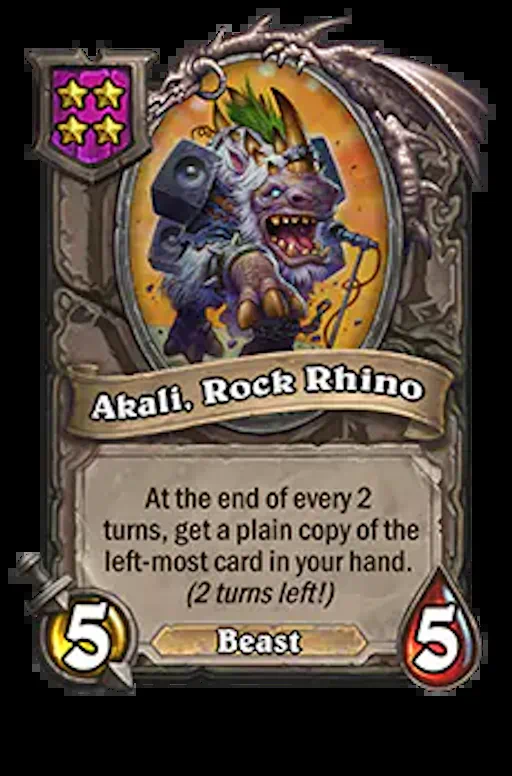 Akali, Rock Rhino
At the end of every 2
turns, get a plain copy of the
left-most card in your hand.
(2 turns left!)
5
Beast
5